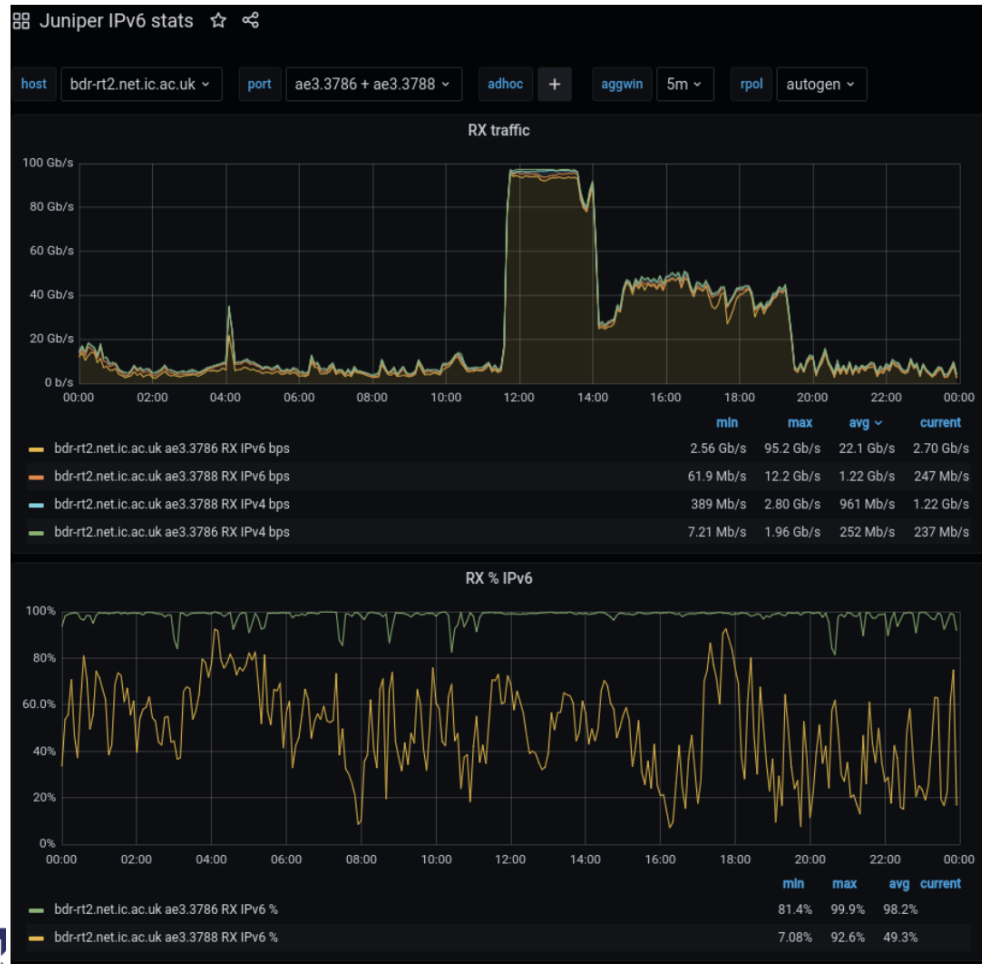 Juniper IPv6 stats
host bdr-rt2.net.ic.ac.uk port ae3.3786 + ae3.3788 adhoc + aggwin 5m rpol autogen
RX traffic
100 Gb/s
80 Gb/s
60 Gb/s
40 Gb/s
20 Gb/s
0 b/s
00:00 02:00 04:00 06:00 08:00 10:00 12:00 14:00 16:00 18:00 20:00 22:00 00:00
min max avg current
bdr-rt2.net.ic.ac.uk ae3.3786 RX IPv6 bps 2.56 Gb/s 95.2 Gb/s 22.1 Gb/s 2.70 Gb/s
bdr-rt2.net.ic.ac.uk ae3.3788 RX IPv6 bps 61.9 Mb/s 12.2 Gb/s 1.22 Gb/s 247 Mb/s
bdr-rt2.net.ic.ac.uk ae3.3788 RX IPv4 bps 389 Mb/s 2.80 Gb/s 961 Mb/s 1.22 Gb/s
bdr-rt2.net.ic.ac.uk ae3.3786 RX IPv4 bps 7.21 Mb/s 1.96 Gb/s 252 Mb/s 237 Mb/s
RX % IPv6
100%
80%
60.0%
40%
20%
0%
00:00 02:00 04:00 06:00 08:00 10:00 12:00 14:00 16:00 18:00 20:00 22:00 00:00
min max avg current
bdr-rt2.net.ic.ac.uk ae3.3786 RX IPv6 % 81.4% 99.9% 98.2%
bdr-rt2.net.ic.ac.uk ae3.3788 RX IPv6 % 7.08% 92.6% 49.3%